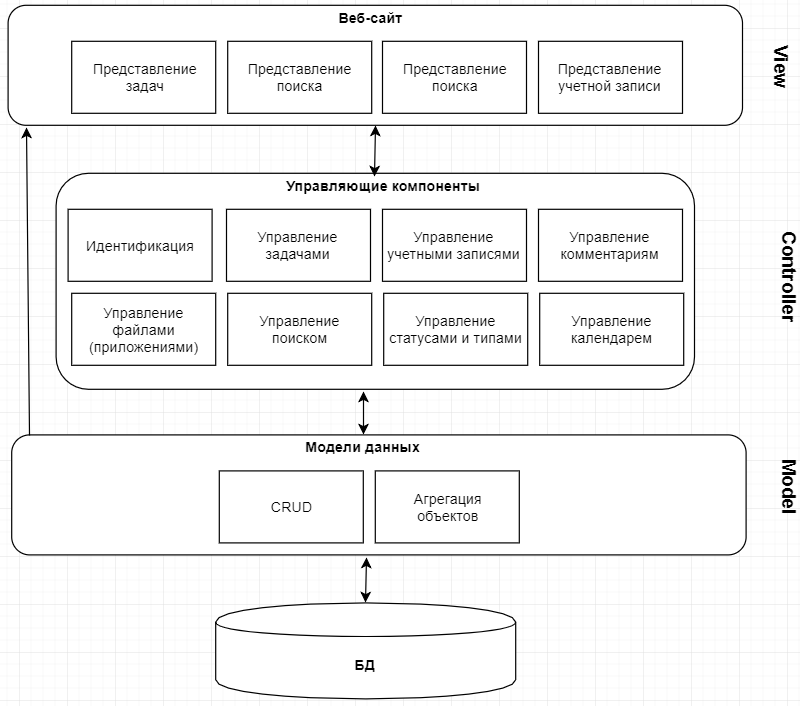 Веб-сайт
Представление
задач
Представление
поиска
Представление
поиска
Представление
учетной записи
View
Управляющие компоненты
Идентификация
Управление
задачами
Управление
учетными записями
Управление
комментариям
Управление
файлами
(приложениями)
Управление
поиском
Управление
статусами и типами
Управление
календарем
Controller
Модели данных
CRUD
Агрегация
объектов
Model
БД